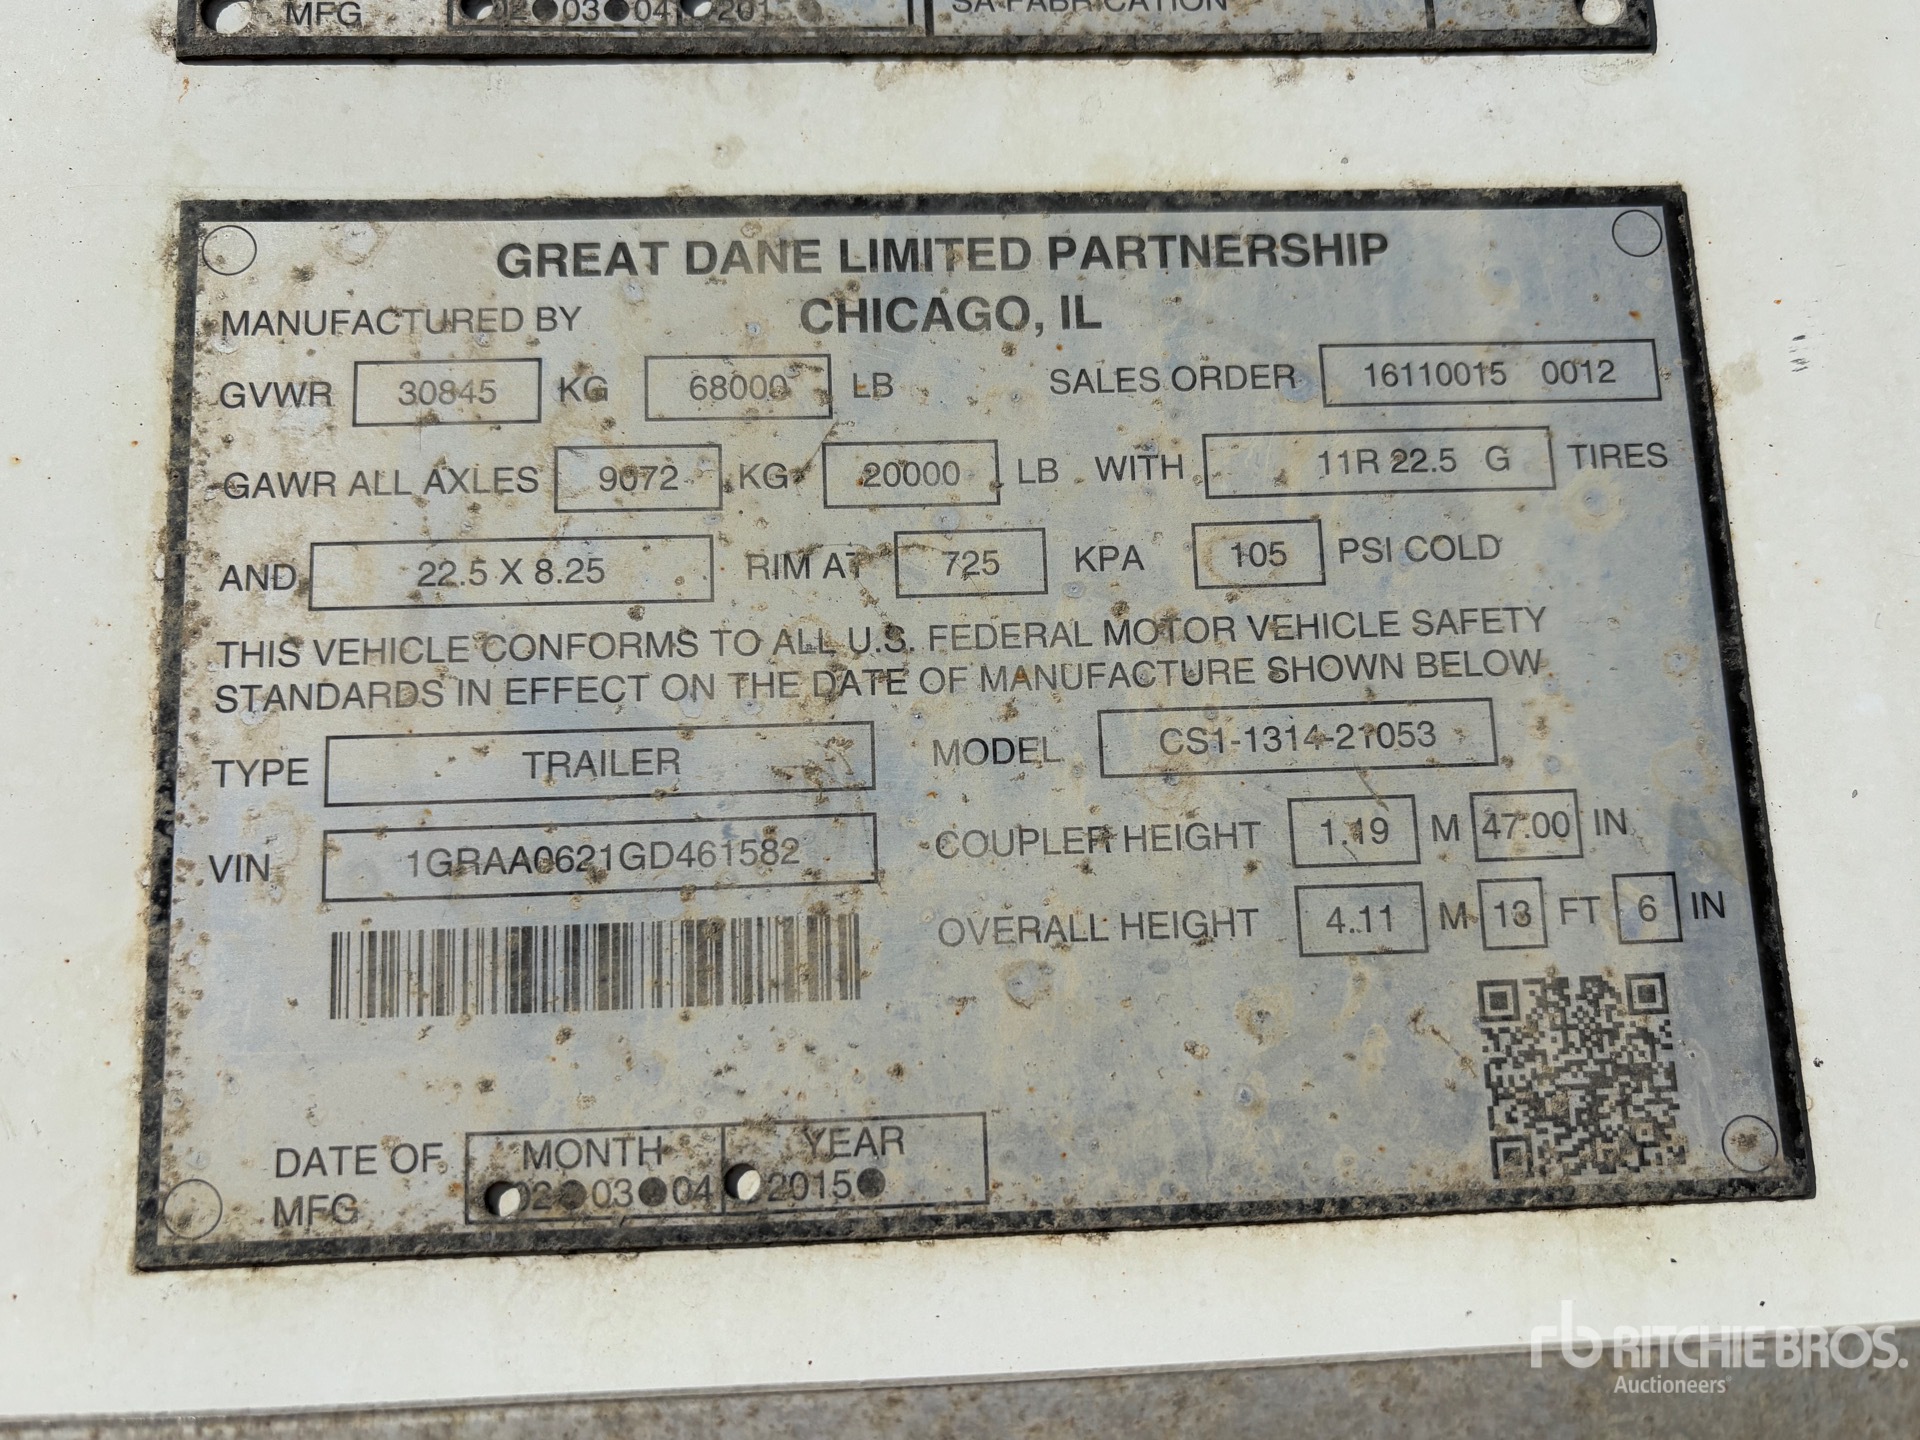 MFG 02 03 04 2015
SA FABRICATION
GREAT DANE LIMITED PARTNERSHIP
MANUFACTURED BY CHICAGO, IL
GVWR 30845 KG 68000 LB SALES ORDER 16110015 0012
GAWR ALL AXLES 9072 KG 20000 LB WITH 11R 22.5 G TIRES
AND 22.5 X 8.25 RIM AT 725 KPA 105 PSI COLD
THIS VEHICLE CONFORMS TO ALL U.S. FEDERAL MOTOR VEHICLE SAFETY
STANDARDS IN EFFECT ON THE DATE OF MANUFACTURE SHOWN BELOW
TYPE TRAILER MODEL CS1-1314-21053
VIN 1GRAA0621GD461582 COUPLER HEIGHT 1.19 M 47.00 IN
OVERALL HEIGHT 4.11 M 13 FT 6 IN
DATE OF MONTH YEAR
MFG 02 03 04 2015
rb RITCHIE BROS.
Auctioneers